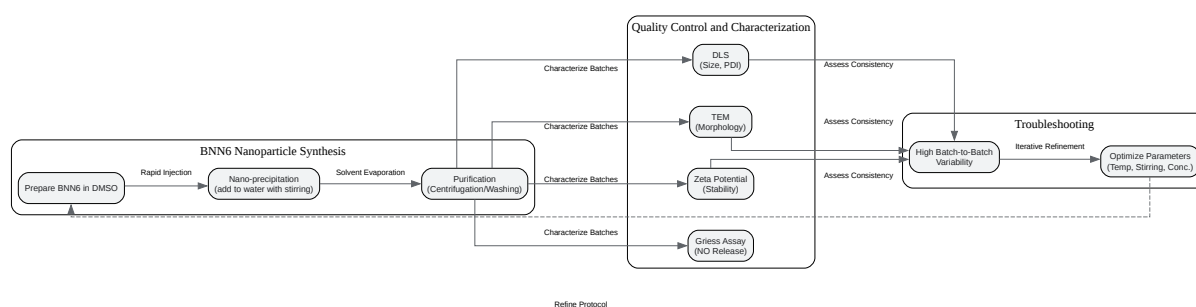 Quality Control and Characterization
DLS
(Size, PDI)
Characterize Batches
Assess Consistency
TEM
(Morphology)
Characterize Batches
Assess Consistency
Troubleshooting
BNN6 Nanoparticle Synthesis
High Batch-to-Batch
Variability
Iterative Refinement
Optimize Parameters
(Temp, Stirring, Conc.)
Prepare BNN6 in DMSO
Rapid Injection
Nano-precipitation
(add to water with stirring)
Solvent Evaporation
Purification
(Centrifugation/Washing)
Characterize Batches
Zeta Potential
(Stability)
Assess Consistency
Characterize Batches
Griess Assay
(NO Release)
Refine Protocol